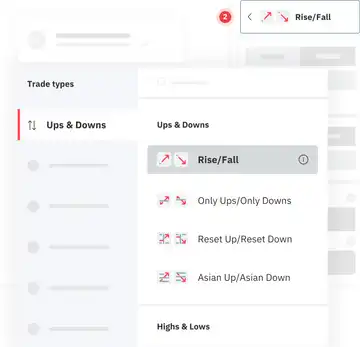 2
Rise/Fall
Trade types
Ups & Downs
Ups & Downs
Rise/Fall
Only Ups/Only Downs
Reset Up/Reset Down
Asian Up/Asian Down
Highs & Lows